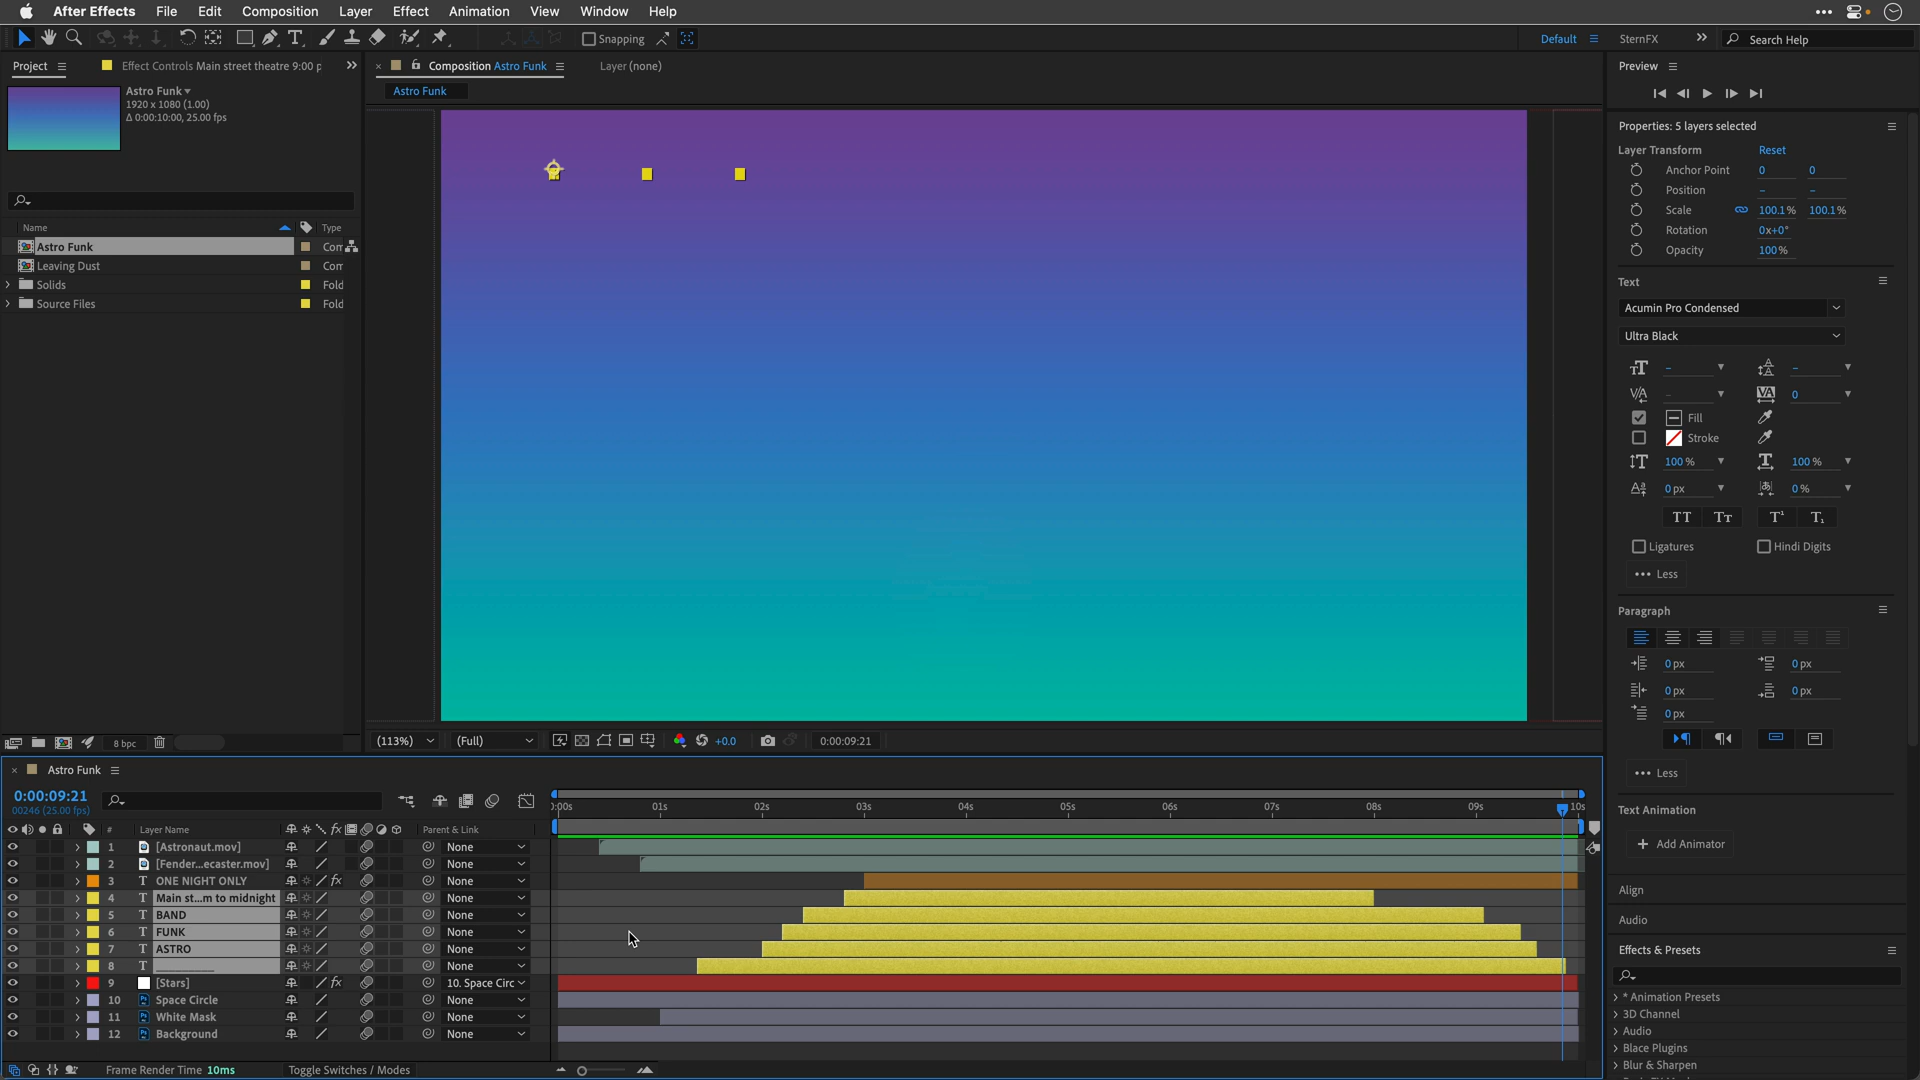 After Effects File Edit Composition Layer Effect Animation View Window Help
Snapping
Default SternFX Search Help
Project Effect Controls Main street theatre 9:00 p
Astro Funk
1920 x 1080 (1.00)
Δ 0:00:10:00, 25.00 fps
Name Type
Astro Funk Com
Leaving Dust Com
Solids Fold
Source Files Fold
8 bpc
Composition Astro Funk Layer (none)
Astro Funk
(113%) (Full) +0.0 0:00:09:21
Preview
Properties: 5 layers selected
Layer Transform Reset
Anchor Point 0 0
Position – –
Scale 100.1% 100.1%
Rotation 0x+0°
Opacity 100%
Text
Acumin Pro Condensed
Ultra Black
– –
– 0
Fill
Stroke
100 % 100 %
0 px 0 %
Ligatures Hindi Digits
Less
Paragraph
0 px 0 px
0 px 0 px
0 px
Less
Text Animation
Add Animator
Align
Audio
Effects & Presets
* Animation Presets
3D Channel
Audio
Blace Plugins
Blur & Sharpen
Astro Funk
0:00:09:21
00246 (25.00 fps)
0:00s 01s 02s 03s 04s 05s 06s 07s 08s 09s 10s
# Layer Name Parent & Link
1 [Astronaut.mov] None
2 [Fender...ecaster.mov] None
3 ONE NIGHT ONLY None
4 Main st...m to midnight None
5 BAND None
6 FUNK None
7 ASTRO None
8 __________ None
9 [Stars] 10. Space Circ
10 Space Circle None
11 White Mask None
12 Background None
Frame Render Time 10ms Toggle Switches / Modes